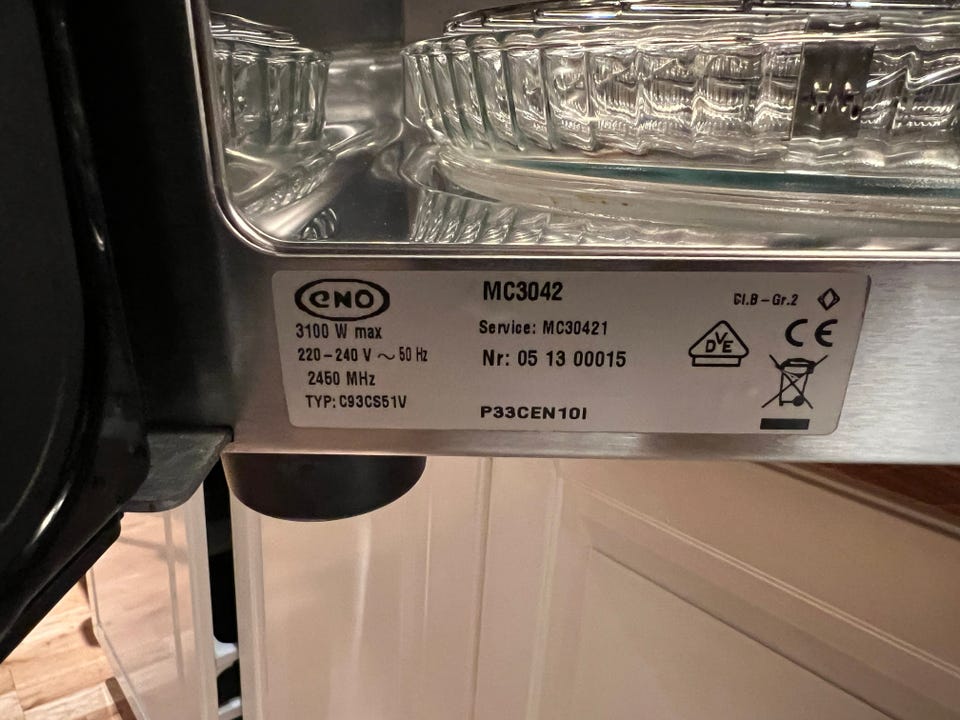 eNO
3100 W max
220-240 V ~ 50 Hz
2450 MHz
TYP: C93CS51V
MC3042
Service: MC30421
Nr: 05 13 00015
P33CEN10I
Cl.B - Gr.2
DVE
CE